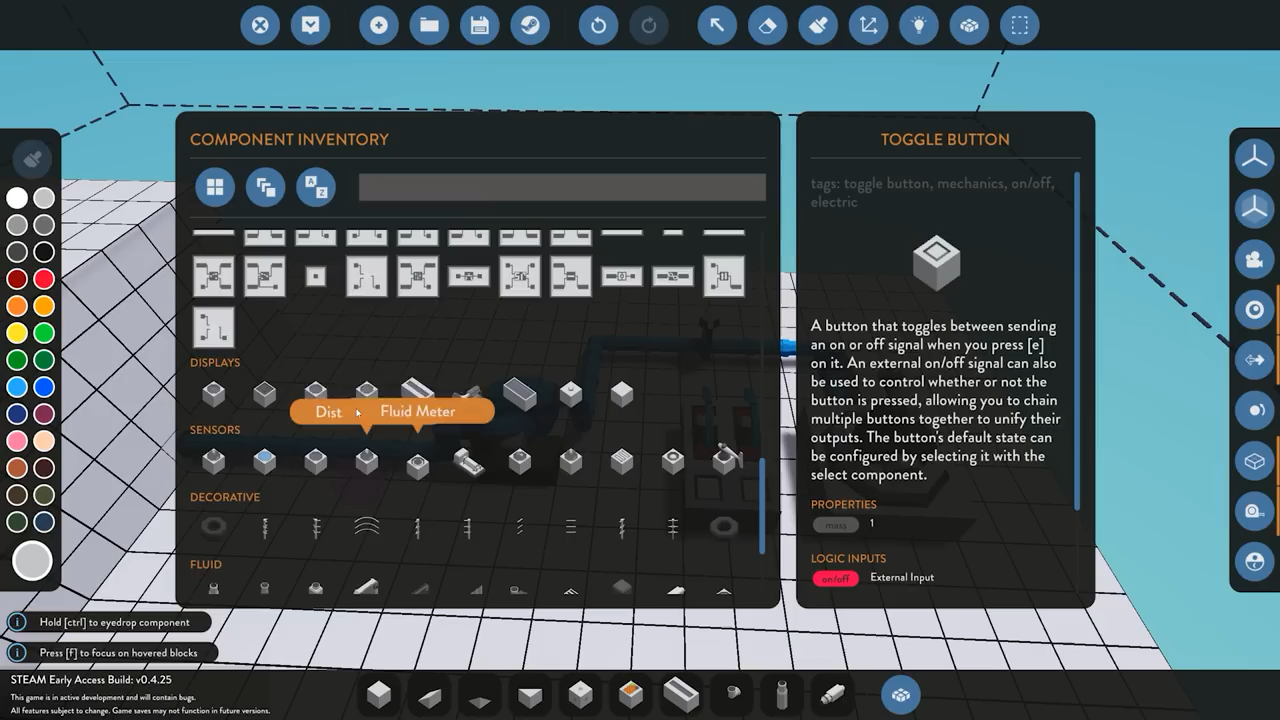 COMPONENT INVENTORY
A
Z
DISPLAYS
Dist
Fluid Meter
SENSORS
DECORATIVE
FLUID
TOGGLE BUTTON
tags: toggle button, mechanics, on/off,
electric
A button that toggles between sending
an on or off signal when you press [e]
on it. An external on/off signal can also
be used to control whether or not the
button is pressed, allowing you to chain
multiple buttons together to unify their
outputs. The button's default state can
be configured by selecting it with the
select component.
PROPERTIES
mass 1
LOGIC INPUTS
on/off External Input
Hold [ctrl] to eyedrop component
Press [f] to focus on hovered blocks
STEAM Early Access Build: v0.4.25
This game is in active development and will contain bugs.
All features subject to change. Game saves may not function in future versions.